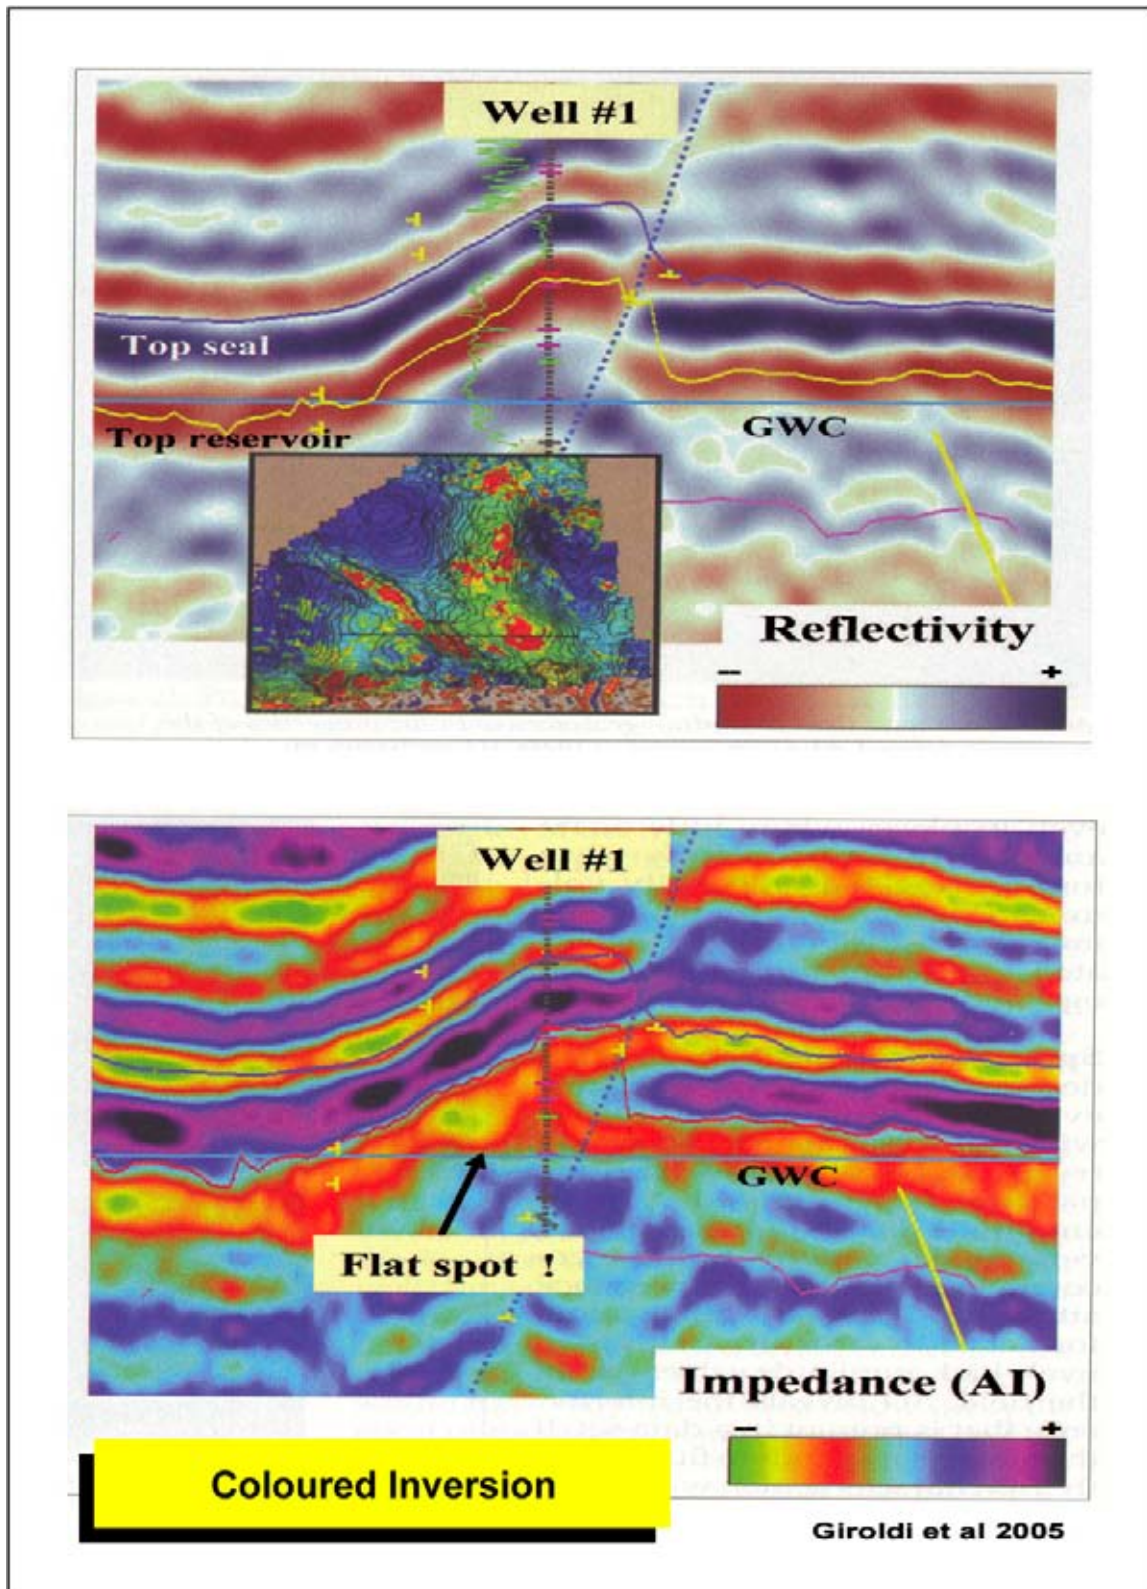 Well #1
Top seal
Top reservoir
GWC
Reflectivity
– +
Well #1
GWC
Flat spot !
Impedance (AI)
– +
Coloured Inversion
Giroldi et al 2005